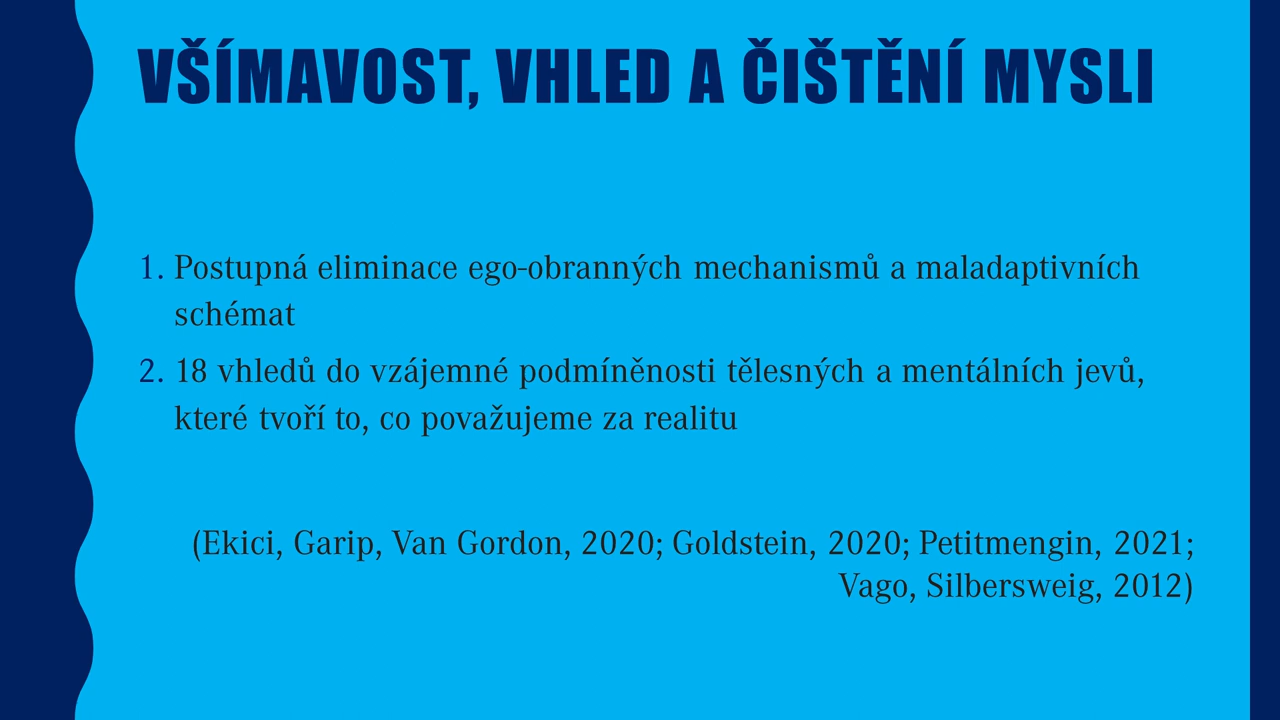 VŠÍMAVOST, VHLED A ČIŠTĚNÍ MYSLI
1. Postupná eliminace ego-obranných mechanismů a maladaptivních
schémat
2. 18 vhledů do vzájemné podmíněnosti tělesných a mentálních jevů,
které tvoří to, co považujeme za realitu
(Ekici, Garip, Van Gordon, 2020; Goldstein, 2020; Petitmengin, 2021;
Vago, Silbersweig, 2012)